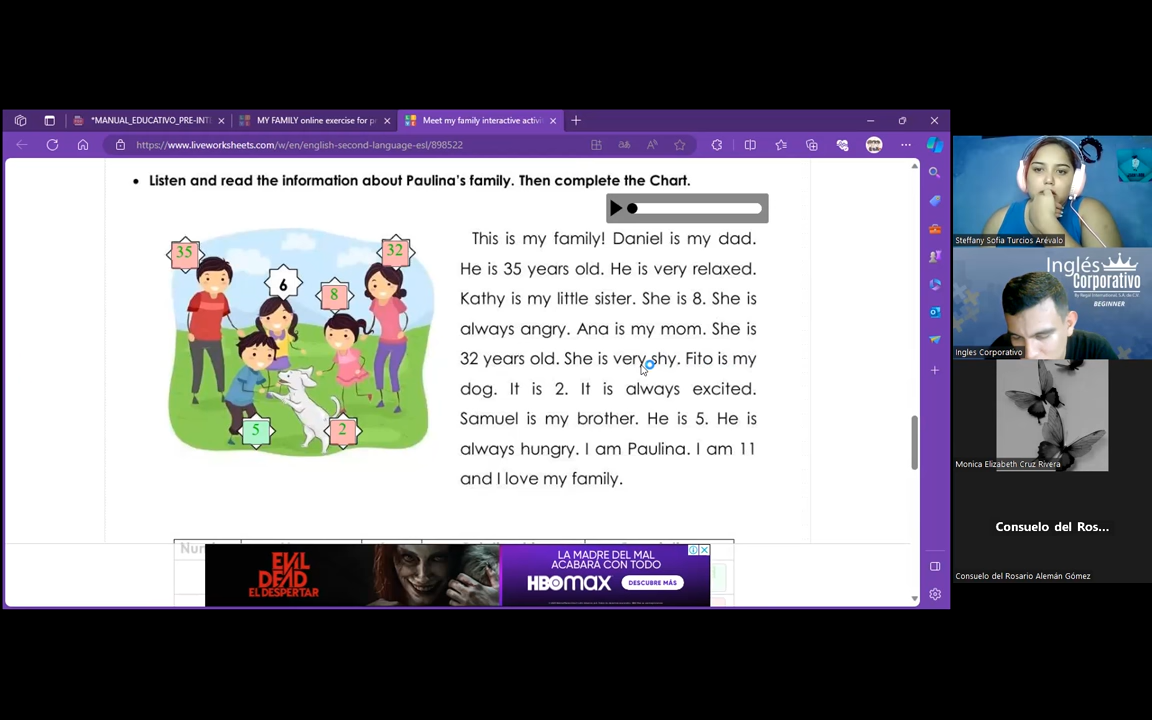 *MANUAL_EDUCATIVO_PRE-INT
MY FAMILY online exercise for p
Meet my family interactive activi
https://www.liveworksheets.com/w/en/english-second-language-esl/898522
• Listen and read the information about Paulina's family. Then complete the Chart.
35
32
6
8
5
2
This is my family! Daniel is my dad.
He is 35 years old. He is very relaxed.
Kathy is my little sister. She is 8. She is
always angry. Ana is my mom. She is
32 years old. She is very shy. Fito is my
dog. It is 2. It is always excited.
Samuel is my brother. He is 5. He is
always hungry. I am Paulina. I am 11
and I love my family.
EVIL
DEAD
EL DESPERTAR
LA MADRE DEL MAL
ACABARÁ CON TODO
HBOMAX
DESCUBRE MÁS
Steffany Sofia Turcios Arévalo
Inglés
Corporativo
By Regal International, S.A. de C.V.
BEGINNER
Ingles Corporativo
Monica Elizabeth Cruz Rivera
Consuelo del Ros...
Consuelo del Rosario Alemán Gómez